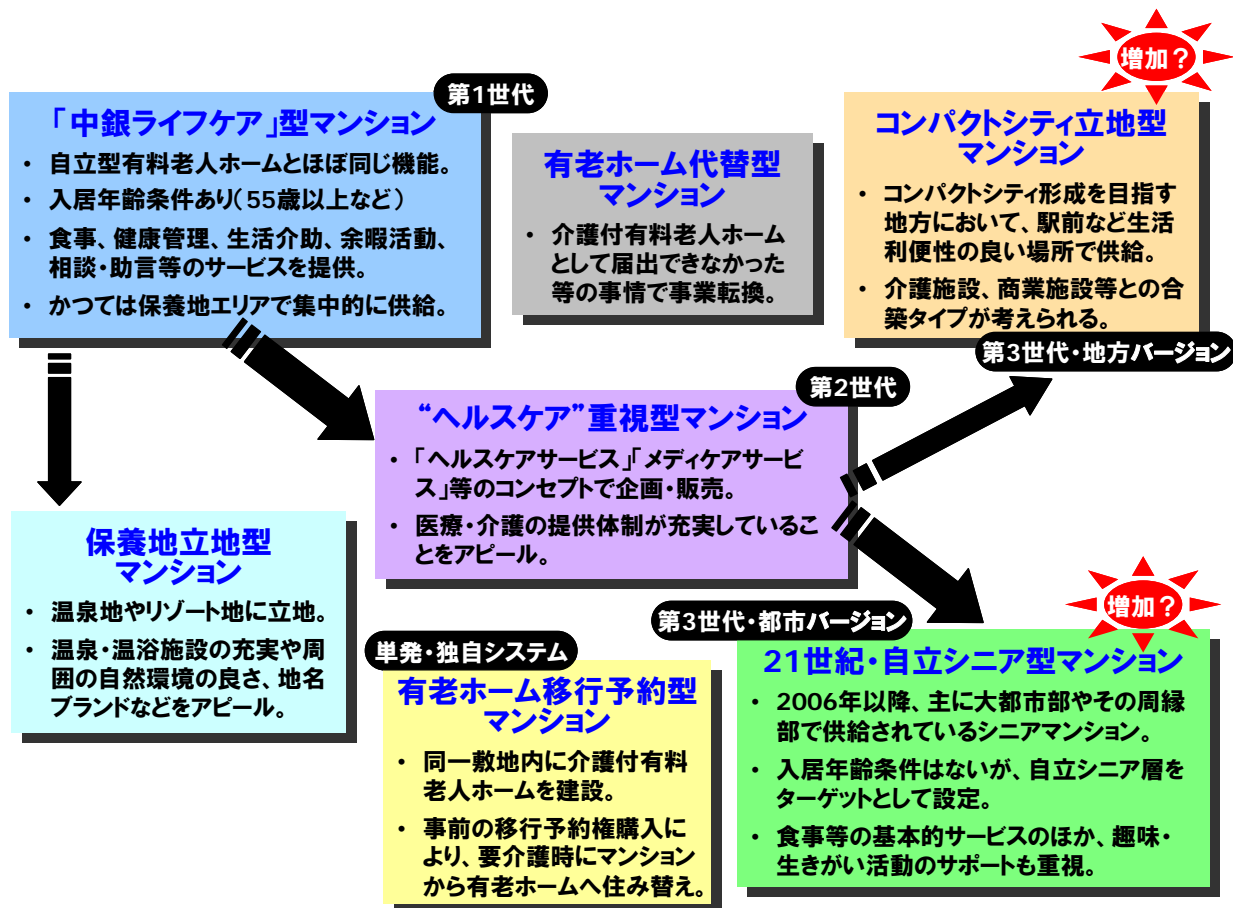 第1世代
「中銀ライフケア」型マンション
・ 自立型有料老人ホームとほぼ同じ機能。
・ 入居年齢条件あり（55歳以上など）
・ 食事、健康管理、生活介助、余暇活動、
相談・助言等のサービスを提供。
・ かつては保養地エリアで集中的に供給。
有老ホーム代替型
マンション
・ 介護付有料老人ホーム
として届出できなかった
等の事情で事業転換。
増加？
コンパクトシティ立地型
マンション
・ コンパクトシティ形成を目指す
地方において、駅前など生活
利便性の良い場所で供給。
・ 介護施設、商業施設等との合
築タイプが考えられる。
第3世代・地方バージョン
第2世代
“ヘルスケア”重視型マンション
・ 「ヘルスケアサービス」「メディケアサービ
ス」等のコンセプトで企画・販売。
・ 医療・介護の提供体制が充実しているこ
とをアピール。
保養地立地型
マンション
・ 温泉地やリゾート地に立地。
・ 温泉・温浴施設の充実や周
囲の自然環境の良さ、地名
ブランドなどをアピール。
単発・独自システム
有老ホーム移行予約型
マンション
・ 同一敷地内に介護付有料
老人ホームを建設。
・ 事前の移行予約権購入に
より、要介護時にマンション
から有老ホームへ住み替え。
増加？
第3世代・都市バージョン
21世紀・自立シニア型マンション
・ 2006年以降、主に大都市部やその周縁
部で供給されているシニアマンション。
・ 入居年齢条件はないが、自立シニア層を
ターゲットとして設定。
・ 食事等の基本的サービスのほか、趣味・
生きがい活動のサポートも重視。